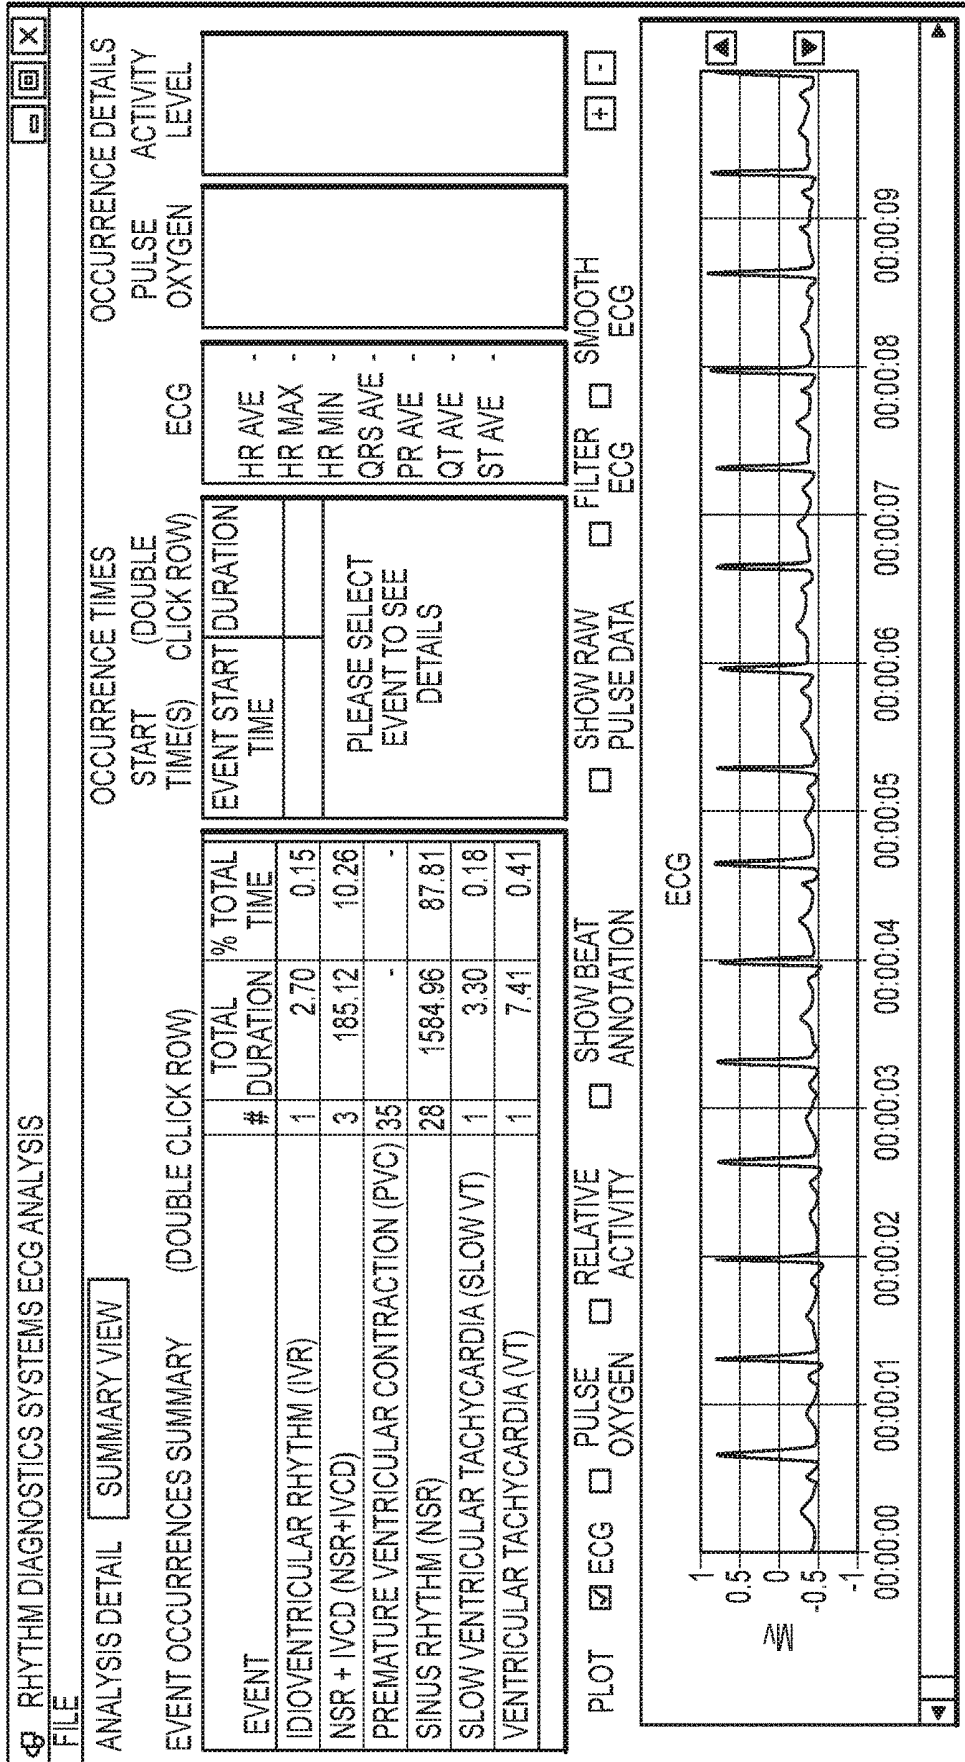 RHYTHM DIAGNOSTICS SYSTEMS ECG ANALYSIS
FILE
ANALYSIS DETAIL SUMMARY VIEW
EVENT OCCURRENCES SUMMARY (DOUBLE CLICK ROW)
EVENT # TOTAL DURATION % TOTAL TIME
IDIOVENTRICULAR RHYTHM (IVR) 1 2.70 0.15
NSR + IVCD (NSR+IVCD) 3 185.12 10.26
PREMATURE VENTRICULAR CONTRACTION (PVC) 35 - -
SINUS RHYTHM (NSR) 28 1584.96 87.81
SLOW VENTRICULAR TACHYCARDIA (SLOW VT) 1 3.30 0.18
VENTRICULAR TACHYCARDIA (VT) 1 7.41 0.41
OCCURRENCE TIMES
START TIME(S) (DOUBLE CLICK ROW)
EVENT START TIME DURATION
PLEASE SELECT
EVENT TO SEE
DETAILS
OCCURRENCE DETAILS
ECG
PULSE OXYGEN
ACTIVITY LEVEL
HR AVE -
HR MAX -
HR MIN -
QRS AVE -
PR AVE -
QT AVE -
ST AVE -
PLOT ECG PULSE OXYGEN RELATIVE ACTIVITY SHOW BEAT ANNOTATION SHOW RAW PULSE DATA FILTER ECG SMOOTH ECG + -
ECG
Mv
1
0.5
0
-0.5
-1
00:00:00 00:00:01 00:00:02 00:00:03 00:00:04 00:00:05 00:00:06 00:00:07 00:00:08 00:00:09